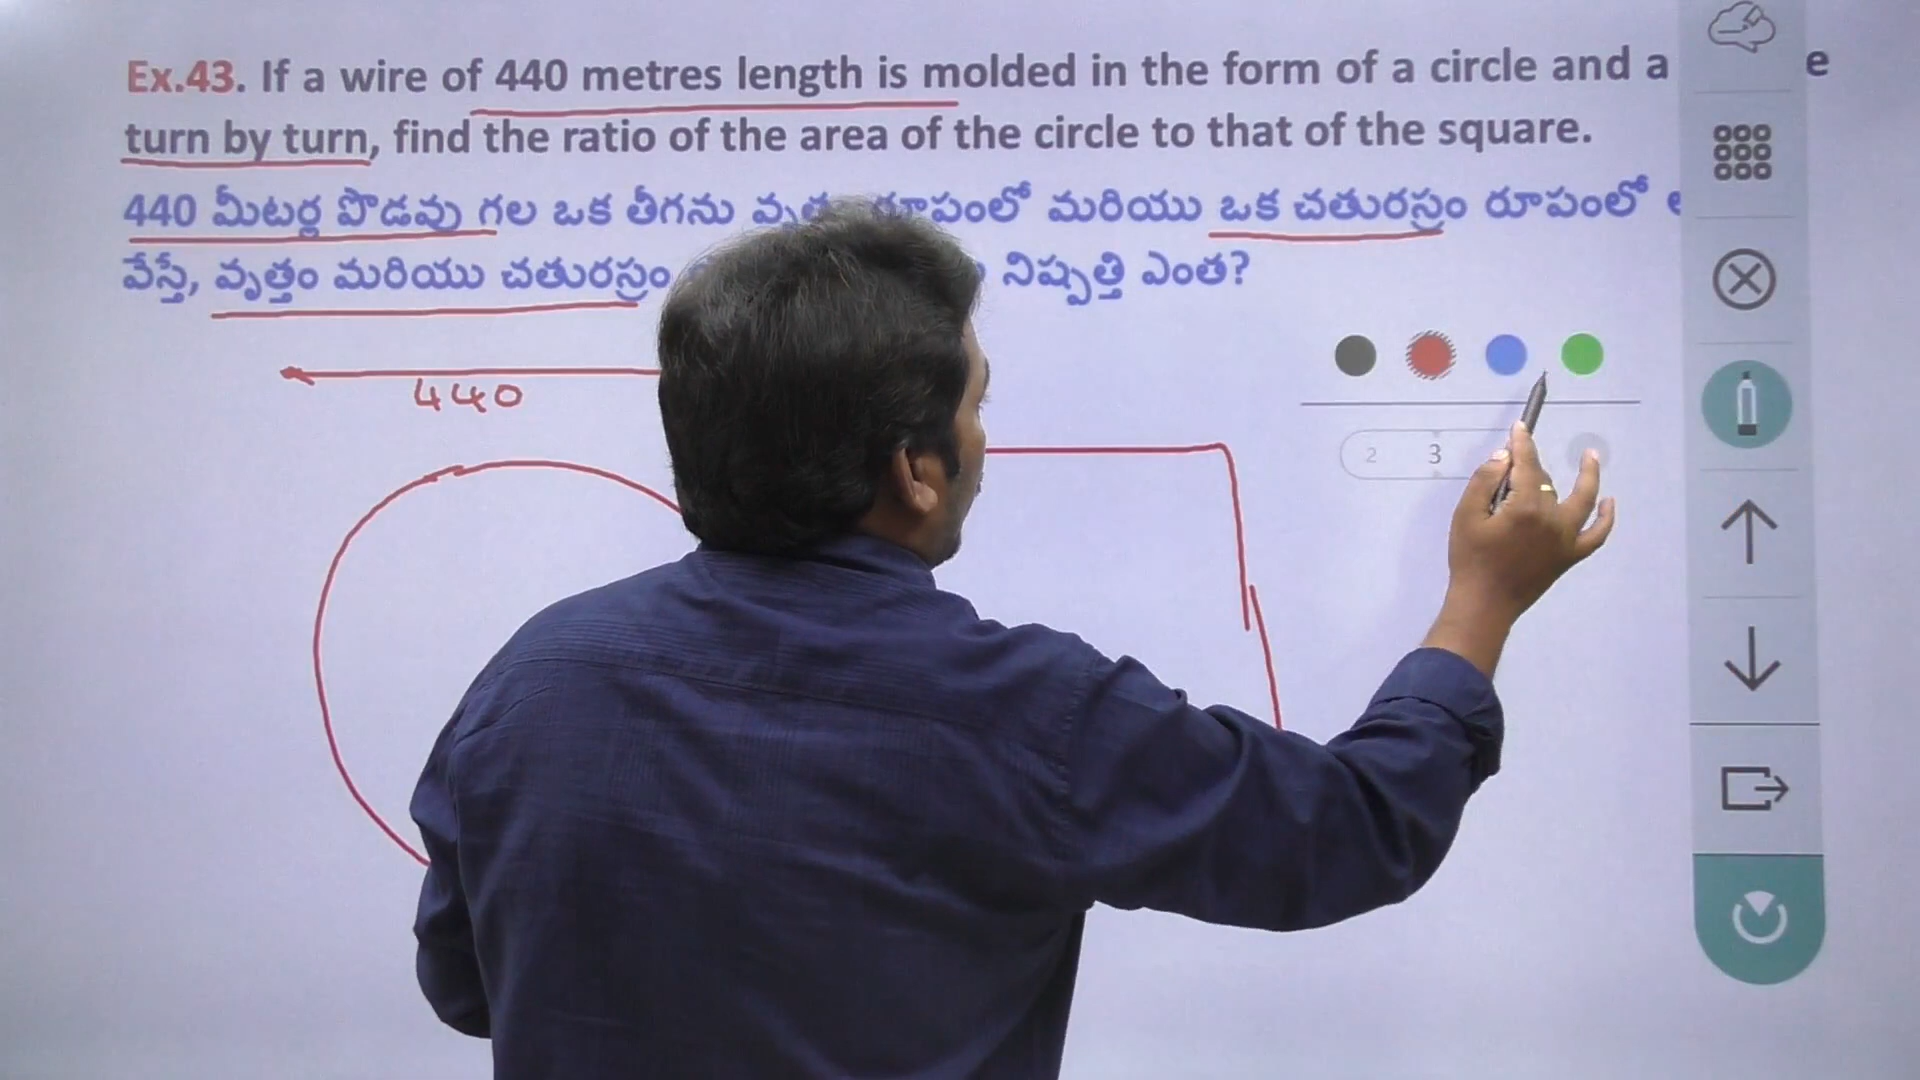 Ex.43. If a wire of 440 metres length is molded in the form of a circle and a
turn by turn, find the ratio of the area of the circle to that of the square.
440 మీటర్ల పొడవు గల ఒక తీగను మరియు ఒక చతురస్రం రూపంలో
వేస్తే, వృత్తం మరియు చతురస్రం నిష్పత్తి ఎంత?
440
2 3